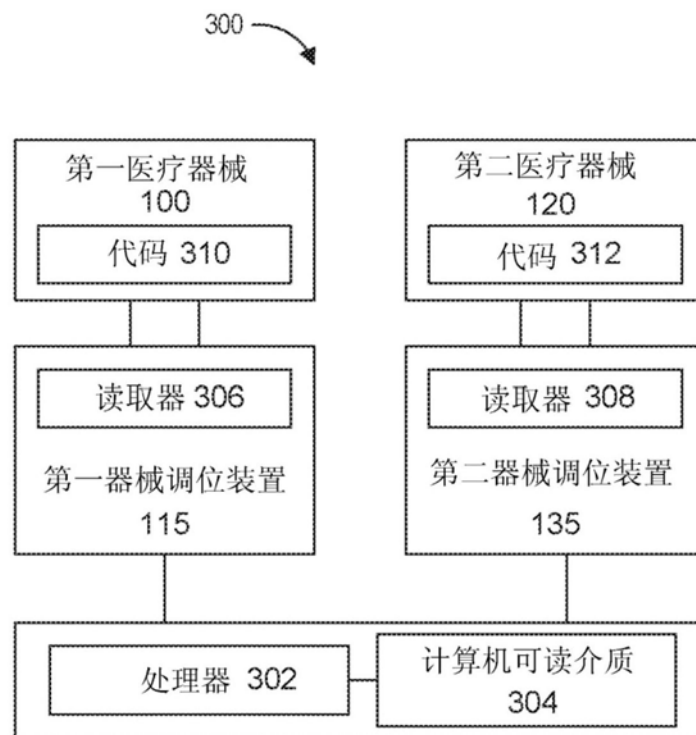 300
第一医疗器械
100
代码 310
第二医疗器械
120
代码 312
读取器 306
第一器械调位装置
115
读取器 308
第二器械调位装置
135
处理器 302
计算机可读介质
304